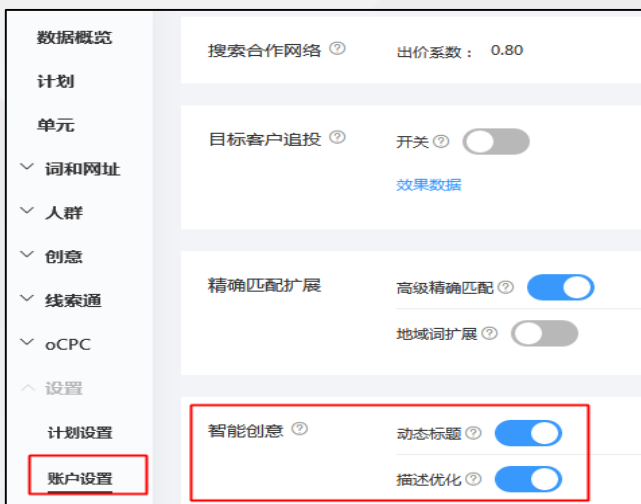 数据概览
计划
单元
词和网址
人群
创意
线索通
oCPC
设置
计划设置
账户设置
搜索合作网络 ? 出价系数： 0.80
目标客户追投 ? 开关 ?
效果数据
精确匹配扩展 高级精确匹配 ?
地域词扩展 ?
智能创意 ? 动态标题 ?
描述优化 ?